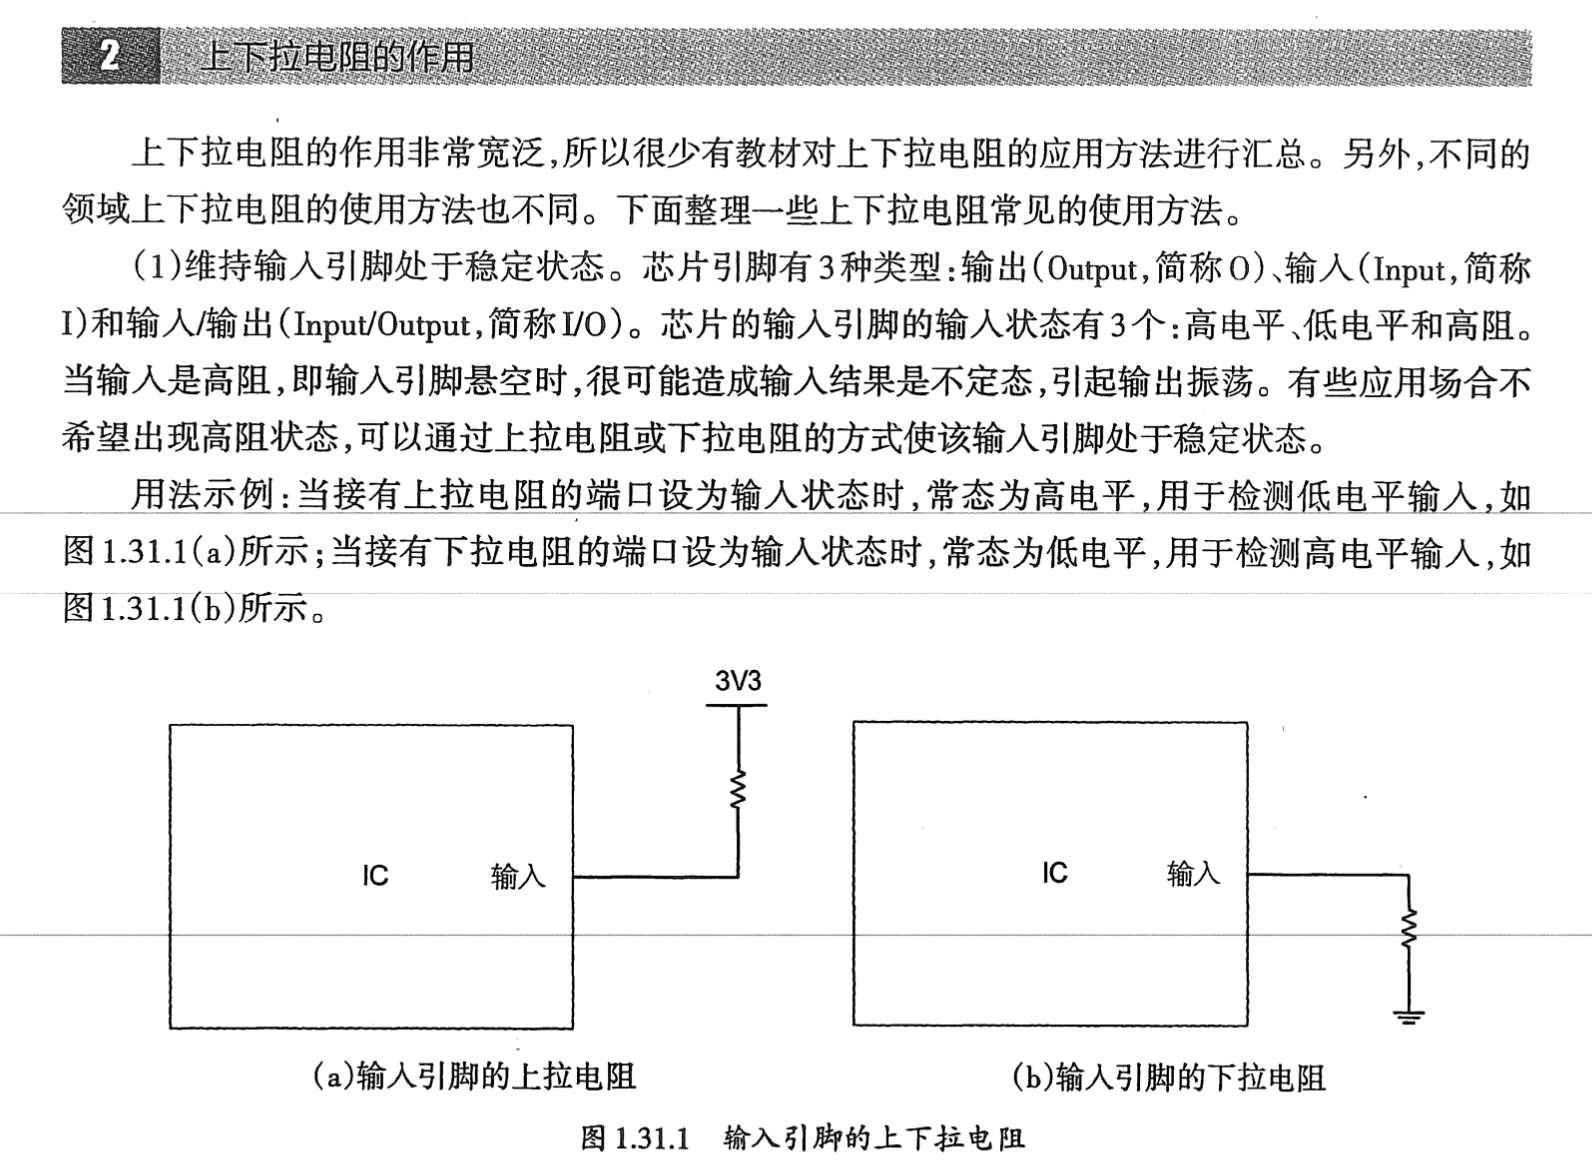 2 上下拉电阻的作用
上下拉电阻的作用非常宽泛,所以很少有教材对上下拉电阻的应用方法进行汇总。另外,不同的
领域上下拉电阻的使用方法也不同。下面整理一些上下拉电阻常见的使用方法。
(1)维持输入引脚处于稳定状态。芯片引脚有3种类型:输出(Output,简称O)、输入(Input,简称
I)和输入/输出(Input/Output,简称I/O)。芯片的输入引脚的输入状态有3个:高电平、低电平和高阻。
当输入是高阻,即输入引脚悬空时,很可能造成输入结果是不定态,引起输出振荡。有些应用场合不
希望出现高阻状态,可以通过上拉电阻或下拉电阻的方式使该输入引脚处于稳定状态。
用法示例:当接有上拉电阻的端口设为输入状态时,常态为高电平,用于检测低电平输入,如
图1.31.1(a)所示;当接有下拉电阻的端口设为输入状态时,常态为低电平,用于检测高电平输入,如
图1.31.1(b)所示。
3V3
IC 输入
IC 输入
(a)输入引脚的上拉电阻
(b)输入引脚的下拉电阻
图1.31.1 输入引脚的上下拉电阻